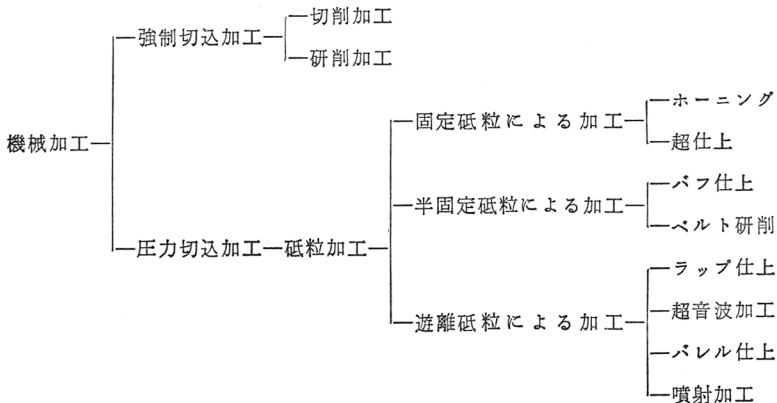 機械加工
強制切込加工
切削加工
研削加工
圧力切込加工
砥粒加工
固定砥粒による加工
ホーニング
超仕上
半固定砥粒による加工
バフ仕上
ベルト研削
遊離砥粒による加工
ラップ仕上
超音波加工
バレル仕上
噴射加工